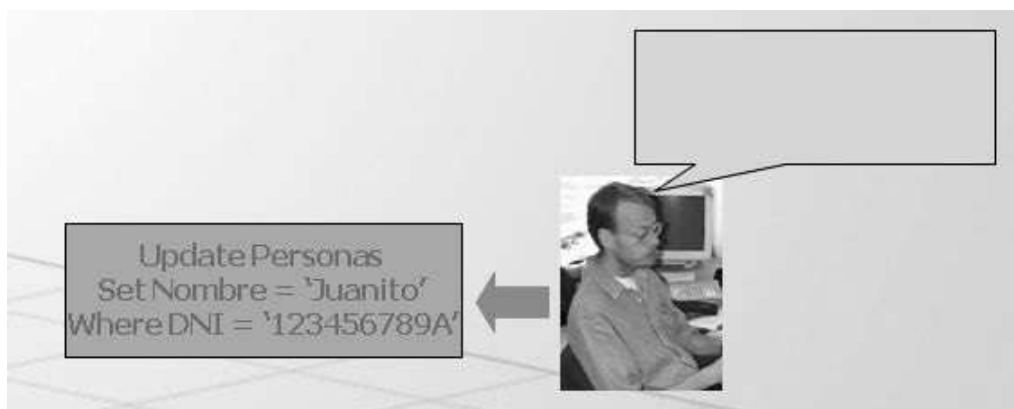 Update Personas
Set Nombre = 'Juanito'
Where DNI = '123456789A'